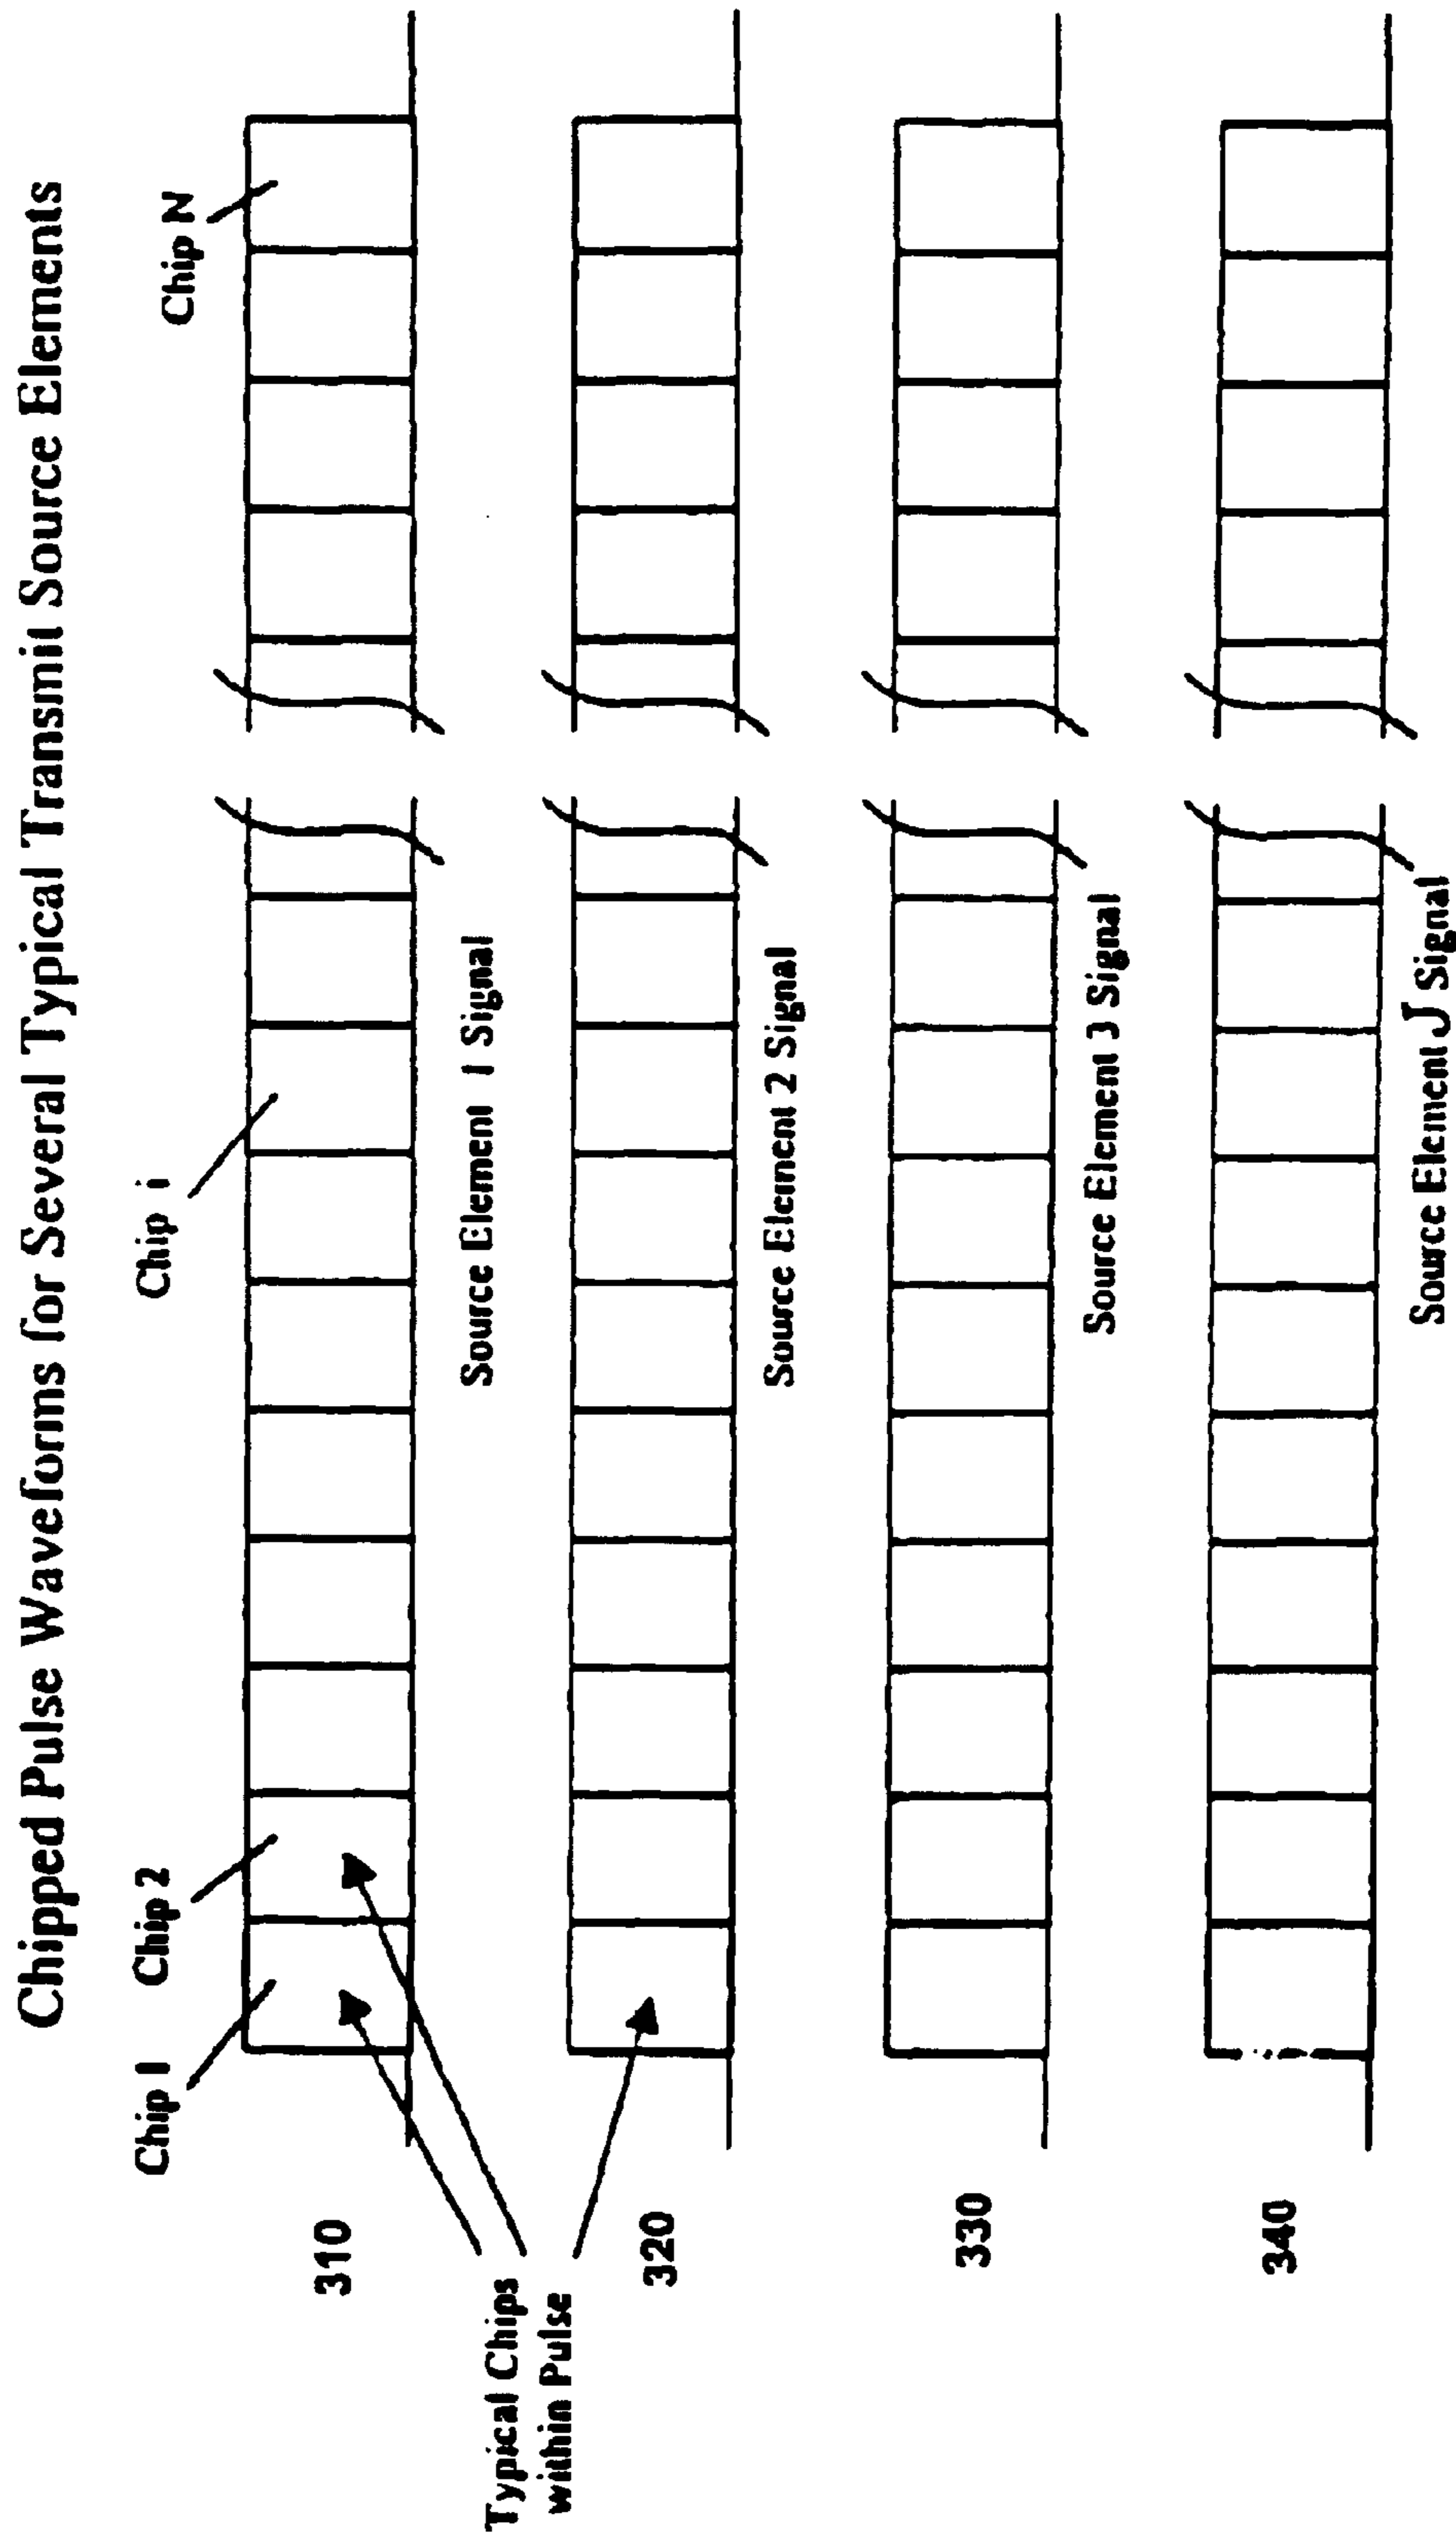 Chipped Pulse Waveforms for Several Typical Transmit Source Elements
Chip 1
Chip 2
Chip i
Chip N
310
Source Element 1 Signal
Typical Chips
within Pulse
320
Source Element 2 Signal
330
Source Element 3 Signal
340
Source Element J Signal